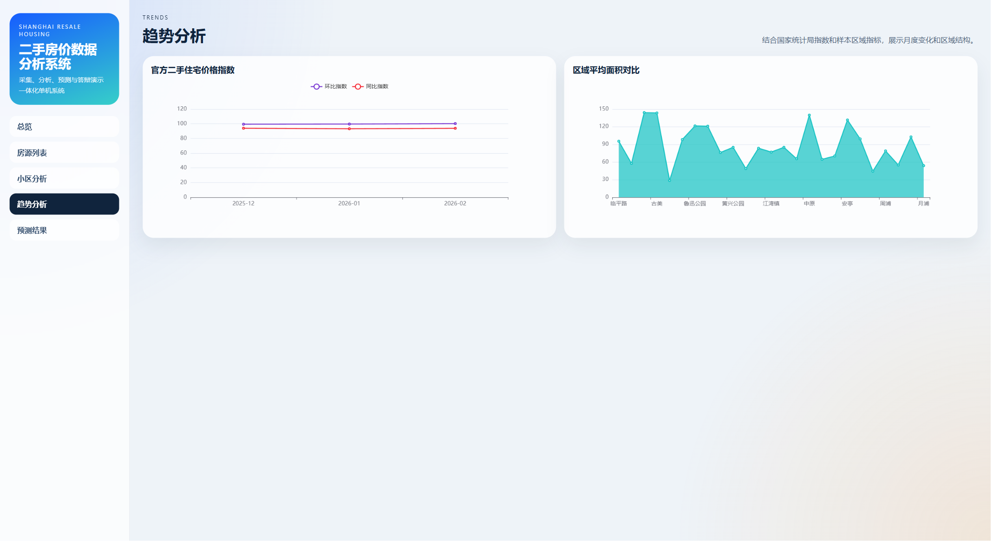 SHANGHAI RESALE
HOUSING
二手房价数据
分析系统
采集、分析、预测与答辩演示
一体化单机系统
总览
房源列表
小区分析
趋势分析
预测结果
TRENDS
趋势分析
结合国家统计局指数和样本区域指标，展示月度变化和区域结构。
官方二手住宅价格指数
环比指数 同比指数
120
100
80
60
40
20
0
2025-12 2026-01 2026-02
区域平均面积对比
150
120
90
60
30
0
临平路 古美 鲁迅公园 黄兴公园 江湾镇 中原 安亭 周浦 月浦